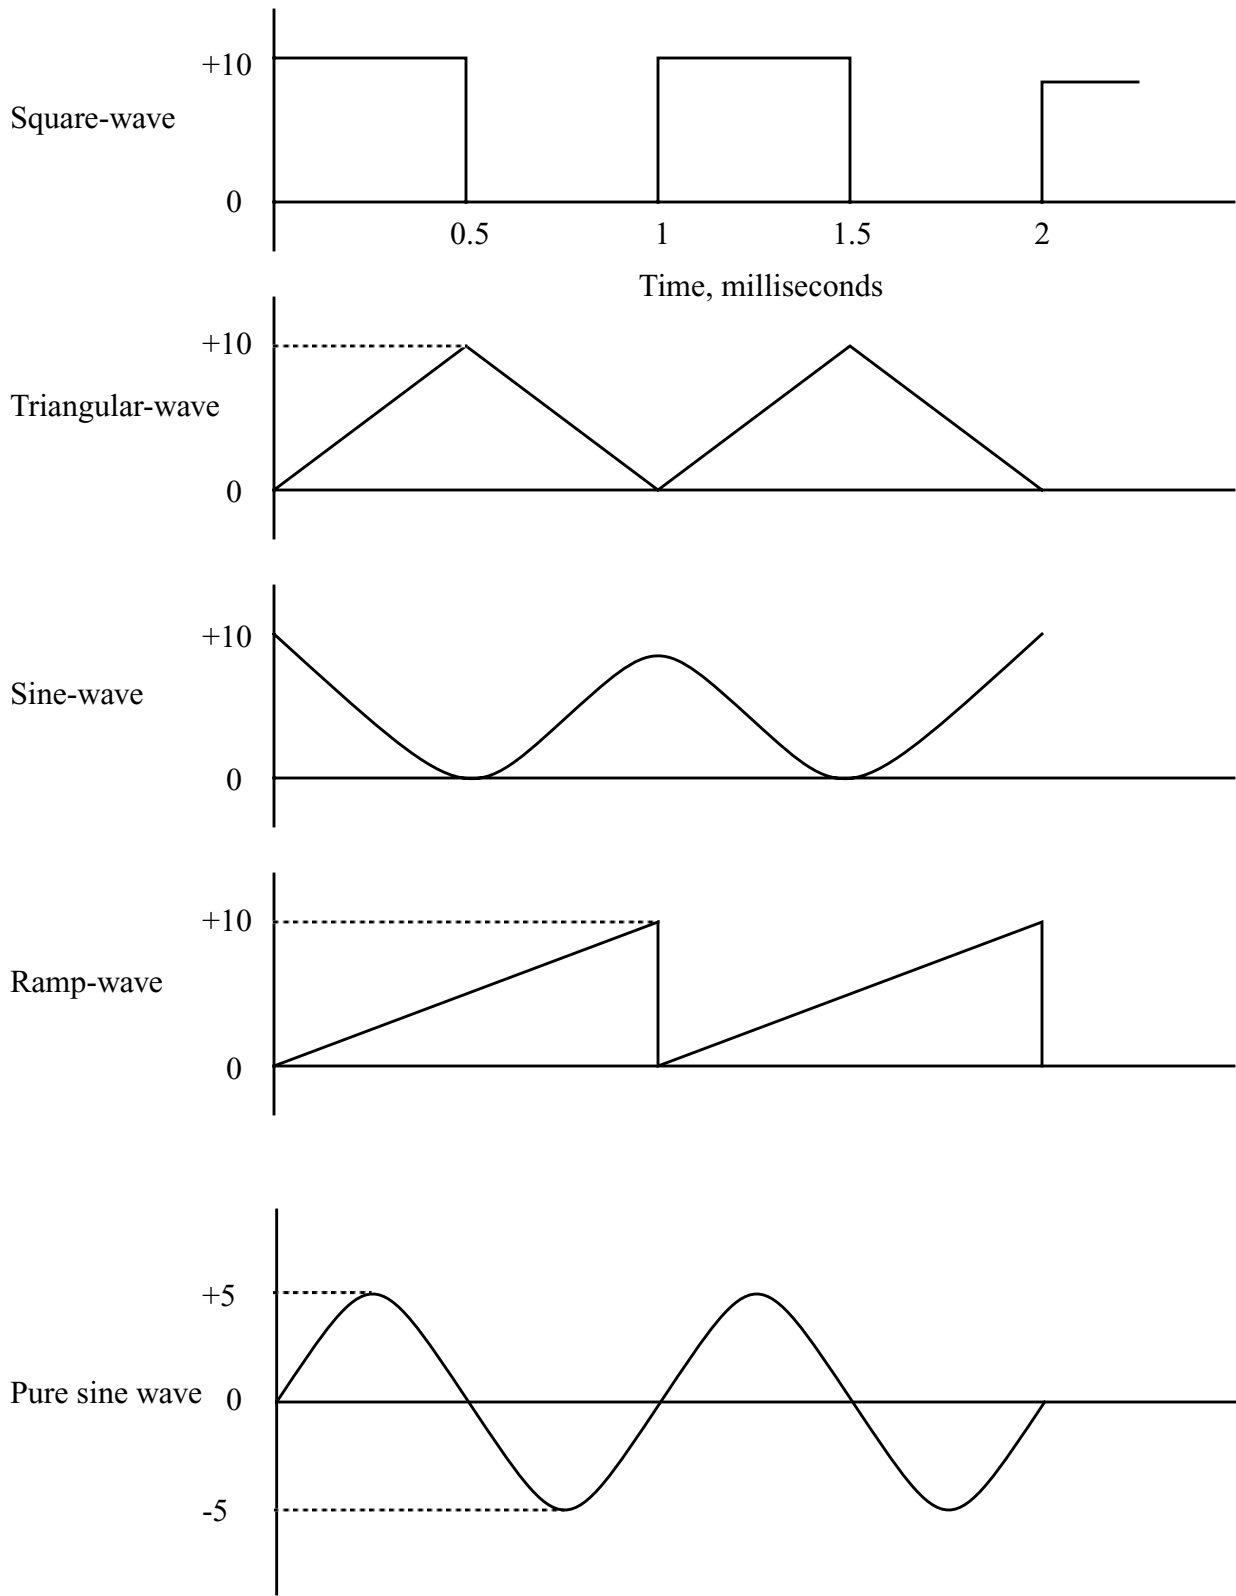 +10
Square-wave
0
0.5 1 1.5 2
Time, milliseconds
+10
Triangular-wave
0
+10
Sine-wave
0
+10
Ramp-wave
0
+5
Pure sine wave 0
-5